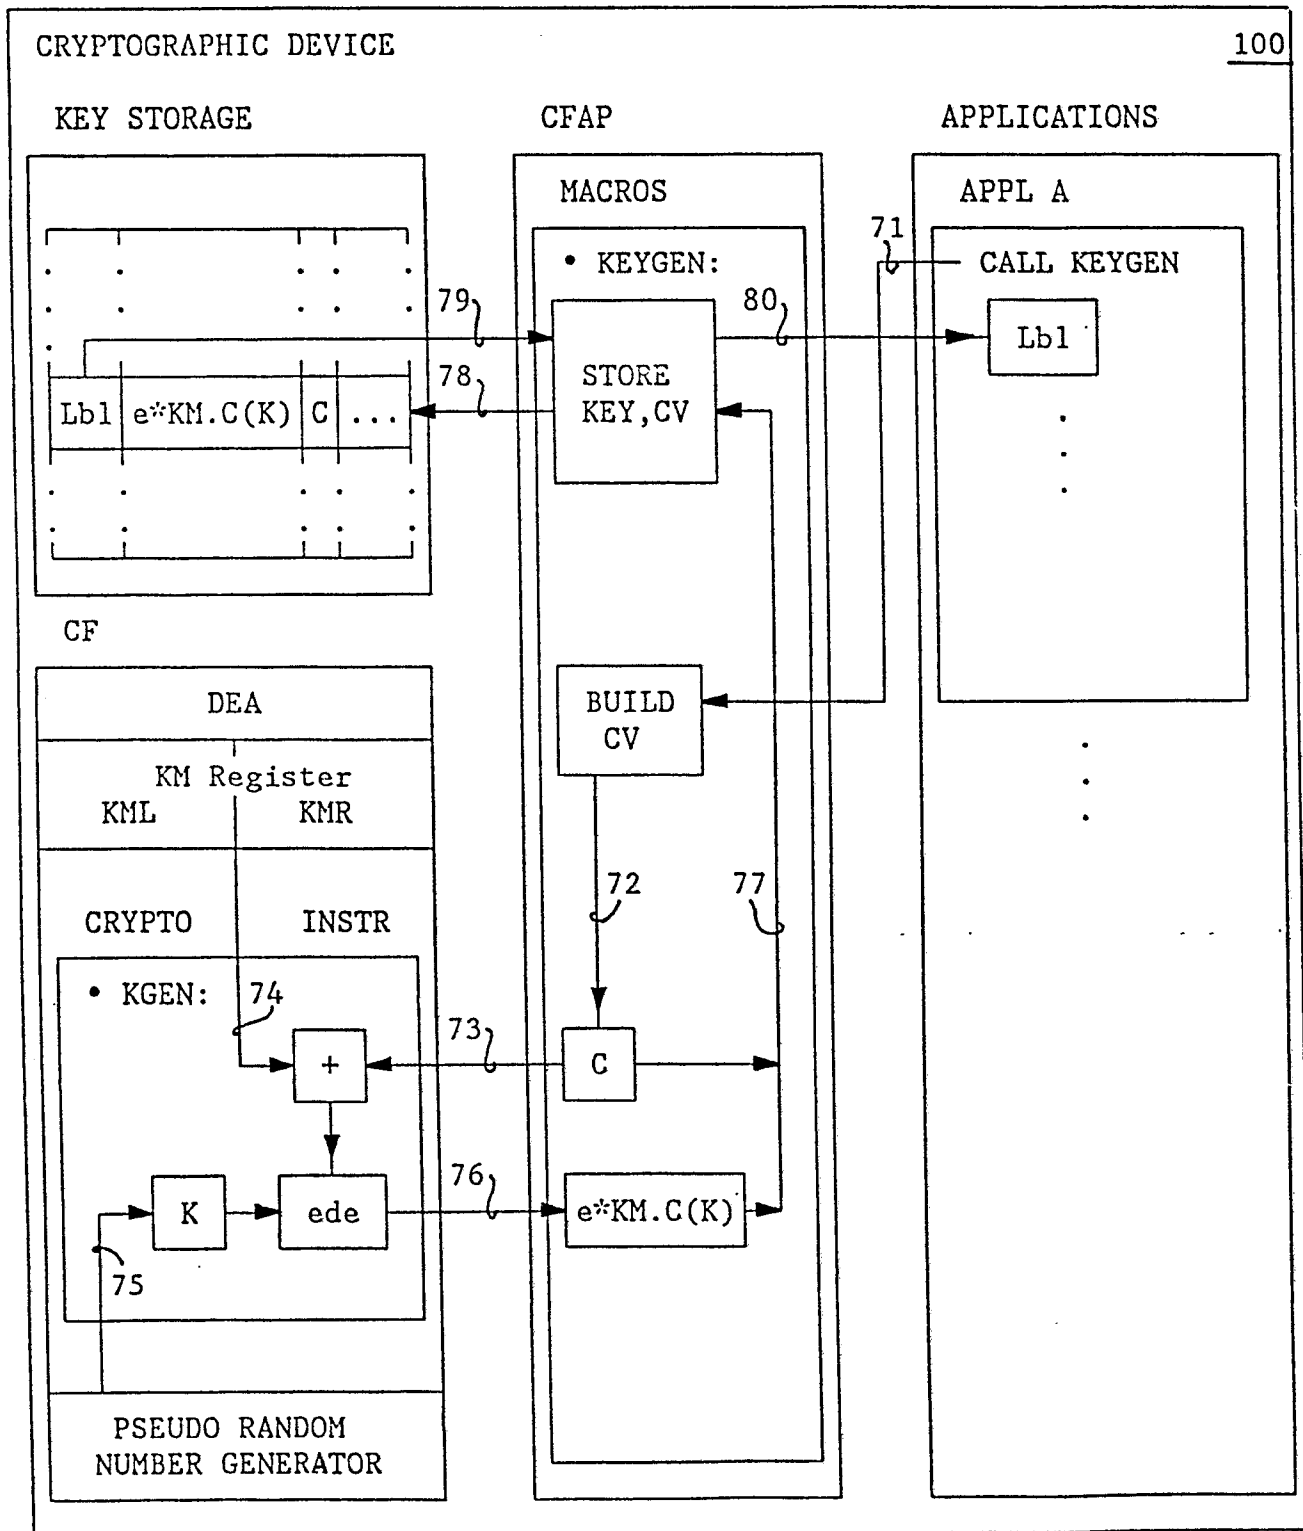 CRYPTOGRAPHIC DEVICE
100
KEY STORAGE
CFAP
APPLICATIONS
MACROS
APPL A
• KEYGEN:
71
CALL KEYGEN
79
80
Lbl
STORE
KEY,CV
78
Lbl e*KM.C(K) C ...
CF
DEA
BUILD
CV
KM Register
KML KMR
72
77
CRYPTO INSTR
• KGEN:
74
73
+
C
76
K
ede
e*KM.C(K)
75
PSEUDO RANDOM
NUMBER GENERATOR